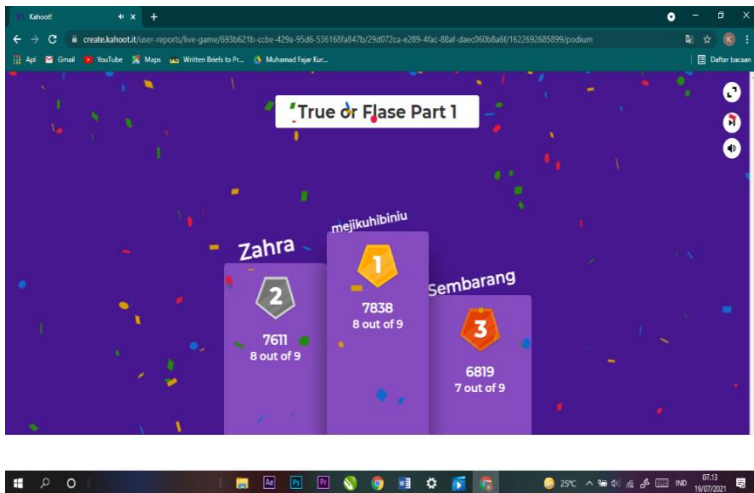 Kahoot!
create.kahoot.it/user-reports/live-game/693b621b-ccbe-429a-95d6-536168fa847b/29d072ca-e289-4fac-88af-daec060b8a6f/1622692685899/podium
K
Apl Gmail YouTube Maps Written Briefs to Pr... Muhamad Fajar Kur... Daftar bacaan
True or Flase Part 1
mejikuhibiniu
1
7838
8 out of 9
Zahra
2
7611
8 out of 9
Sembarang
3
6819
7 out of 9
Ae Ps Pr 25°C IND 07.13
19/07/2021